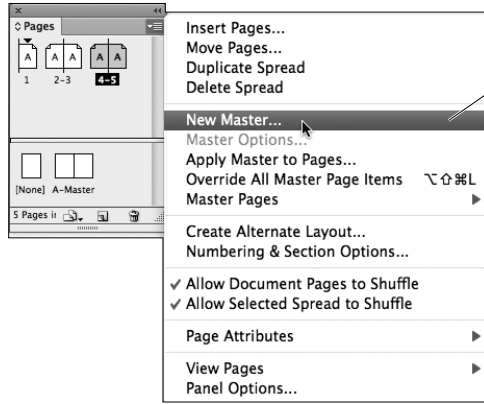 Pages
A
A A
A A
1
2-3
4-5
[None] A-Master
5 Pages i
Insert Pages...
Move Pages...
Duplicate Spread
Delete Spread
New Master...
Master Options...
Apply Master to Pages...
Override All Master Page Items ⌥⇧⌘L
Master Pages
Create Alternate Layout...
Numbering & Section Options...
Allow Document Pages to Shuffle
Allow Selected Spread to Shuffle
Page Attributes
View Pages
Panel Options...